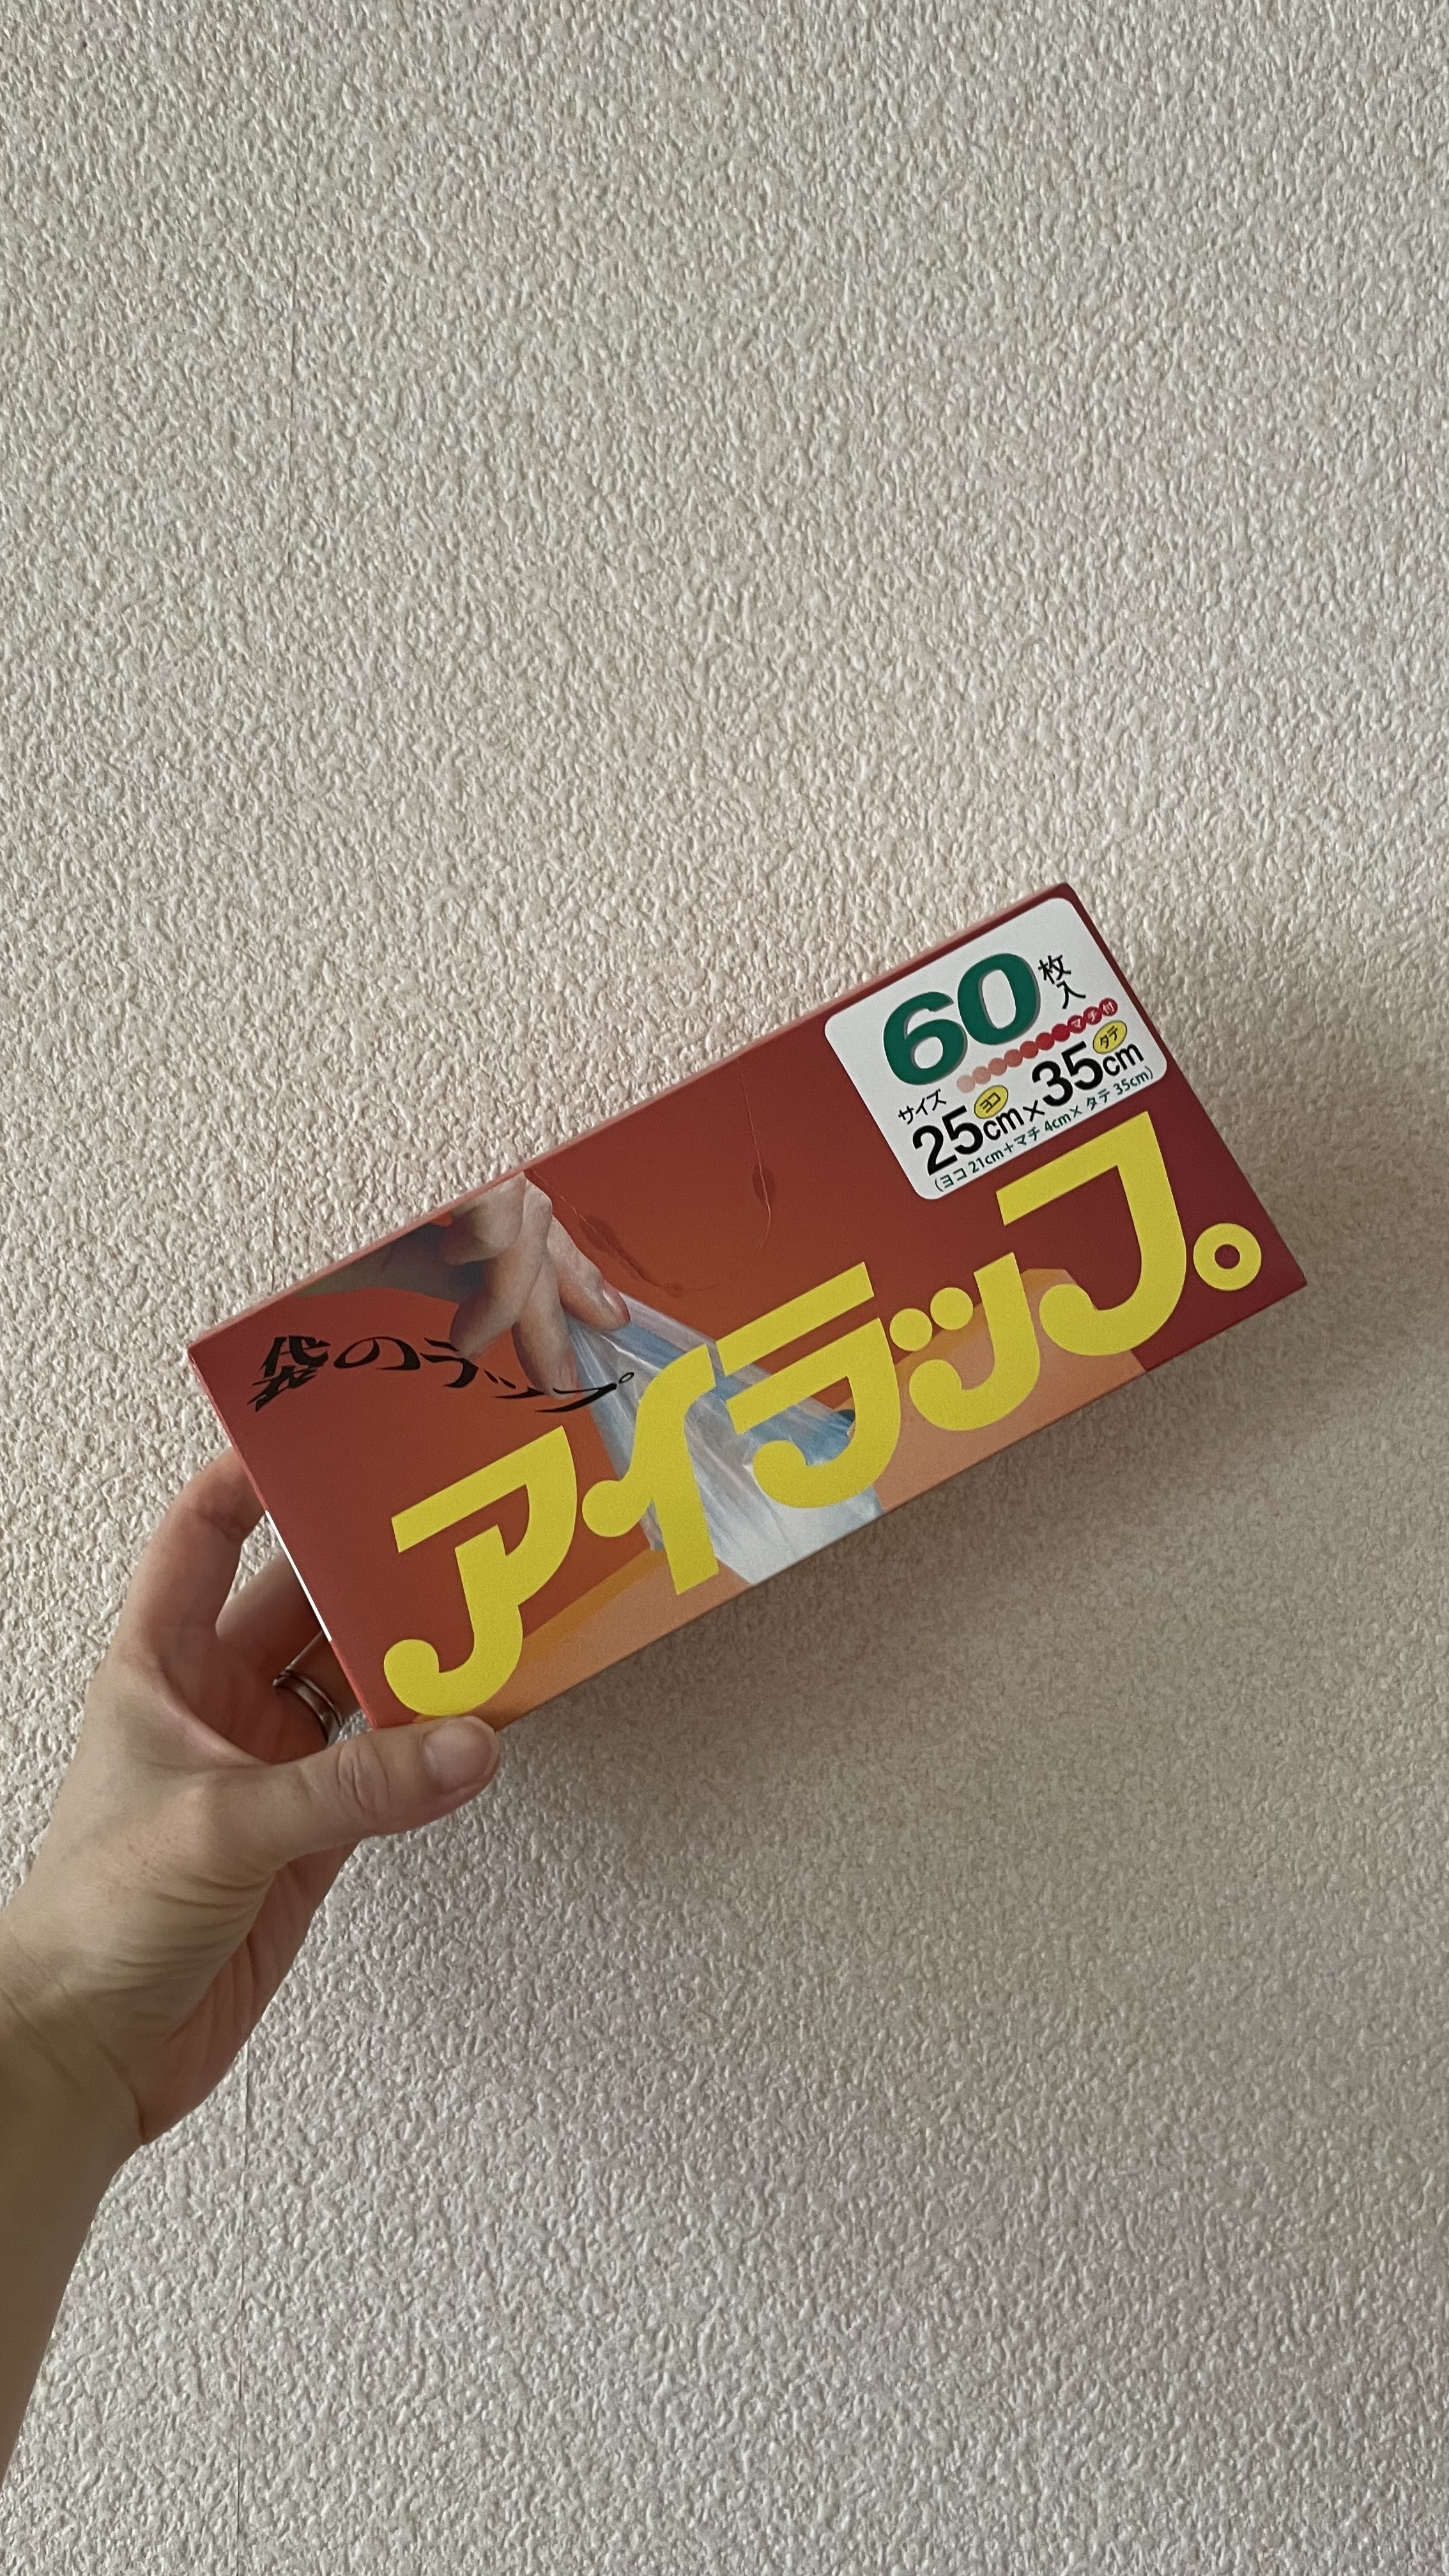 60枚入
マチ付
サイズ
ヨコ タテ
25cm×35cm
(ヨコ21cm+マチ4cm×タテ35cm)
袋のラップ
アイラップ。